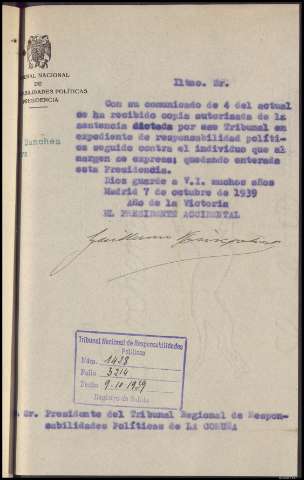 NAL NACIONAL
DE
ABILIDADES POLÍTICAS
RESIDENCIA
Sanchez
Iltmo. Sr.
Con su comunicado de 4 del actual
se ha recibido copia autorizada de la
sentencia dictada por ese Tribunal en
expediente de responsabilidad políti-
ca seguido contra el individuo que al
margen se expresa; quedando enterada
esta Presidencia.
Dios guarde a V.I. muchos años
Madrid 7 de octubre de 1939
Año de la Victoria
EL PRESIDENTE ACCIDENTAL
Tribunal Nacional de Responsabilidades
Políticas
Núm. 1428
Folio 3214
Fecha 9-10-1939
Registro de Salida
Sr. Presidente del Tribunal Regional de Respon-
sabilidades Políticas de LA CORUÑA